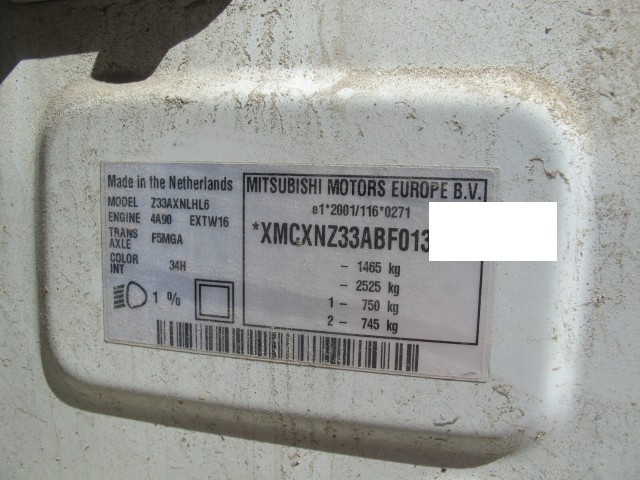 Made in the Netherlands
MODEL Z33AXNLHL6
ENGINE 4A90 EXTW16
TRANS AXLE F5MGA
COLOR INT 34H
1 %
MITSUBISHI MOTORS EUROPE B.V.
e1*2001/116*0271
*XMCXNZ33ABF013
– 1465 kg
– 2525 kg
1 – 750 kg
2 – 745 kg